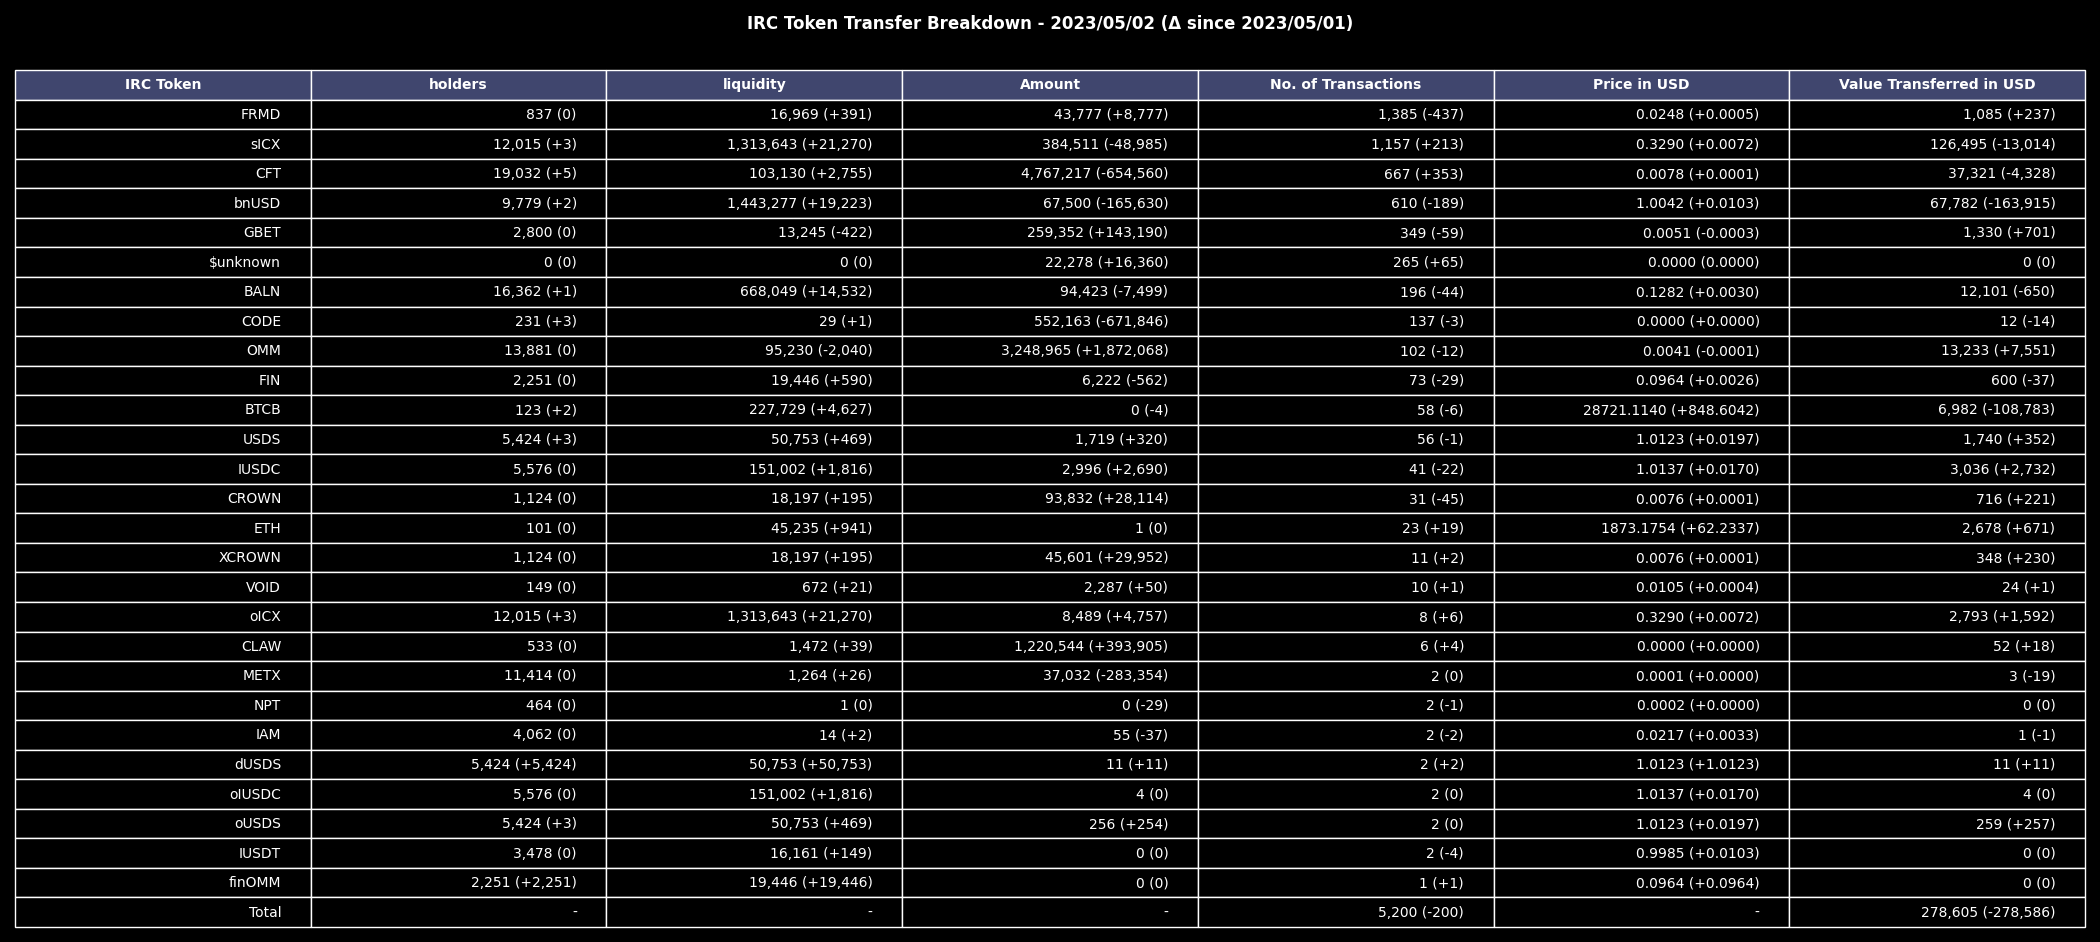 IRC Token Transfer Breakdown - 2023/05/02 (Δ since 2023/05/01)
IRC Token holders liquidity Amount No. of Transactions Price in USD Value Transferred in USD
FRMD 837 (0) 16,969 (+391) 43,777 (+8,777) 1,385 (-437) 0.0248 (+0.0005) 1,085 (+237)
sICX 12,015 (+3) 1,313,643 (+21,270) 384,511 (-48,985) 1,157 (+213) 0.3290 (+0.0072) 126,495 (-13,014)
CFT 19,032 (+5) 103,130 (+2,755) 4,767,217 (-654,560) 667 (+353) 0.0078 (+0.0001) 37,321 (-4,328)
bnUSD 9,779 (+2) 1,443,277 (+19,223) 67,500 (-165,630) 610 (-189) 1.0042 (+0.0103) 67,782 (-163,915)
GBET 2,800 (0) 13,245 (-422) 259,352 (+143,190) 349 (-59) 0.0051 (-0.0003) 1,330 (+701)
$unknown 0 (0) 0 (0) 22,278 (+16,360) 265 (+65) 0.0000 (0.0000) 0 (0)
BALN 16,362 (+1) 668,049 (+14,532) 94,423 (-7,499) 196 (-44) 0.1282 (+0.0030) 12,101 (-650)
CODE 231 (+3) 29 (+1) 552,163 (-671,846) 137 (-3) 0.0000 (+0.0000) 12 (-14)
OMM 13,881 (0) 95,230 (-2,040) 3,248,965 (+1,872,068) 102 (-12) 0.0041 (-0.0001) 13,233 (+7,551)
FIN 2,251 (0) 19,446 (+590) 6,222 (-562) 73 (-29) 0.0964 (+0.0026) 600 (-37)
BTCB 123 (+2) 227,729 (+4,627) 0 (-4) 58 (-6) 28721.1140 (+848.6042) 6,982 (-108,783)
USDS 5,424 (+3) 50,753 (+469) 1,719 (+320) 56 (-1) 1.0123 (+0.0197) 1,740 (+352)
IUSDC 5,576 (0) 151,002 (+1,816) 2,996 (+2,690) 41 (-22) 1.0137 (+0.0170) 3,036 (+2,732)
CROWN 1,124 (0) 18,197 (+195) 93,832 (+28,114) 31 (-45) 0.0076 (+0.0001) 716 (+221)
ETH 101 (0) 45,235 (+941) 1 (0) 23 (+19) 1873.1754 (+62.2337) 2,678 (+671)
XCROWN 1,124 (0) 18,197 (+195) 45,601 (+29,952) 11 (+2) 0.0076 (+0.0001) 348 (+230)
VOID 149 (0) 672 (+21) 2,287 (+50) 10 (+1) 0.0105 (+0.0004) 24 (+1)
oICX 12,015 (+3) 1,313,643 (+21,270) 8,489 (+4,757) 8 (+6) 0.3290 (+0.0072) 2,793 (+1,592)
CLAW 533 (0) 1,472 (+39) 1,220,544 (+393,905) 6 (+4) 0.0000 (+0.0000) 52 (+18)
METX 11,414 (0) 1,264 (+26) 37,032 (-283,354) 2 (0) 0.0001 (+0.0000) 3 (-19)
NPT 464 (0) 1 (0) 0 (-29) 2 (-1) 0.0002 (+0.0000) 0 (0)
IAM 4,062 (0) 14 (+2) 55 (-37) 2 (-2) 0.0217 (+0.0033) 1 (-1)
dUSDS 5,424 (+5,424) 50,753 (+50,753) 11 (+11) 2 (+2) 1.0123 (+1.0123) 11 (+11)
oIUSDC 5,576 (0) 151,002 (+1,816) 4 (0) 2 (0) 1.0137 (+0.0170) 4 (0)
oUSDS 5,424 (+3) 50,753 (+469) 256 (+254) 2 (0) 1.0123 (+0.0197) 259 (+257)
IUSDT 3,478 (0) 16,161 (+149) 0 (0) 2 (-4) 0.9985 (+0.0103) 0 (0)
finOMM 2,251 (+2,251) 19,446 (+19,446) 0 (0) 1 (+1) 0.0964 (+0.0964) 0 (0)
Total - - - 5,200 (-200) - 278,605 (-278,586)